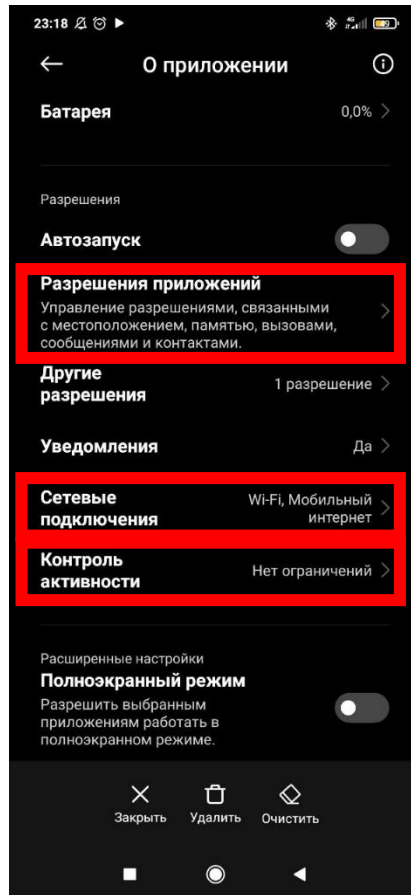 23:18
4G
О приложении
Батарея 0,0%
Разрешения
Автозапуск
Разрешения приложений
Управление разрешениями, связанными
с местоположением, памятью, вызовами,
сообщениями и контактами.
Другие
разрешения
1 разрешение
Уведомления Да
Сетевые
подключения
Wi-Fi, Мобильный
интернет
Контроль
активности
Нет ограничений
Расширенные настройки
Полноэкранный режим
Разрешить выбранным
приложениям работать в
полноэкранном режиме.
Закрыть Удалить Очистить